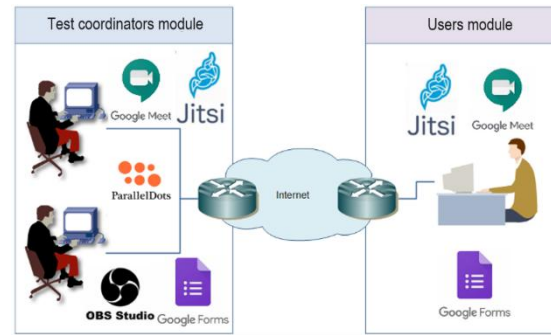 Test coordinators module
Users module
Google Meet
Jitsi
ParallelDots
OBS Studio
Google Forms
Internet
Jitsi
Google Meet
Google Forms